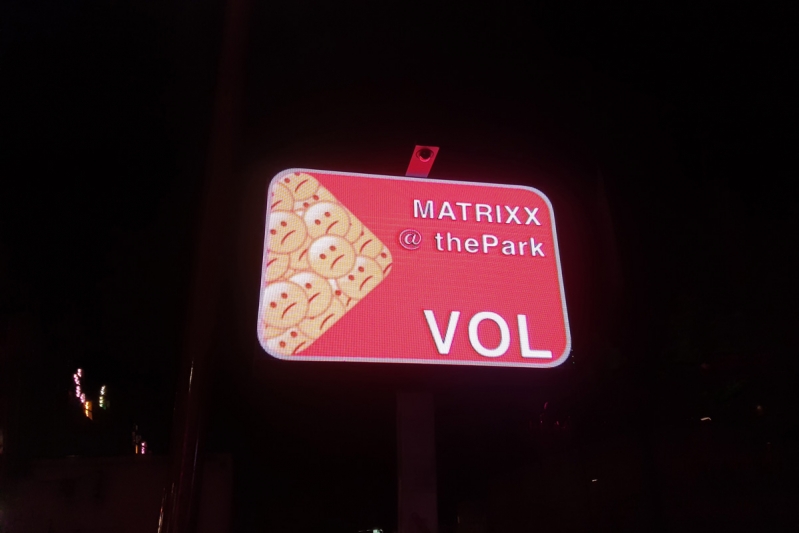 MATRIXX
@ thePark
VOL